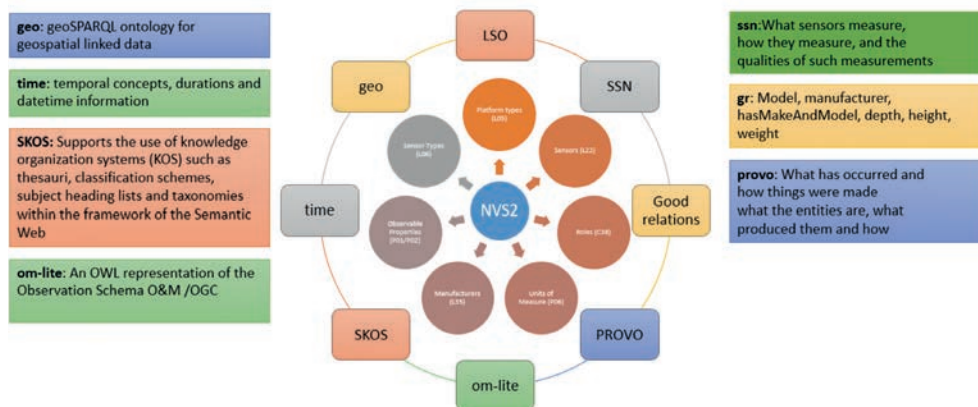 geo: geoSPARQL ontology for
geospatial linked data
time: temporal concepts, durations and
datetime information
SKOS: Supports the use of knowledge
organization systems (KOS) such as
thesauri, classification schemes,
subject heading lists and taxonomies
within the framework of the Semantic
Web
om-lite: An OWL representation of the
Observation Schema O&M /OGC
LSO
geo
SSN
Platform types
Sensor Types
Sensors (L22)
time
NVS2
Good
relations
Observable
Properties
(P01/P02)
Roles (C38)
Manufacturers
Units of
Measure (P06)
SKOS
PROVO
om-lite
ssn:What sensors measure,
how they measure, and the
qualities of such measurements
gr: Model, manufacturer,
hasMakeAndModel, depth, height,
weight
provo: What has occurred and
how things were made
what the entities are, what
produced them and how